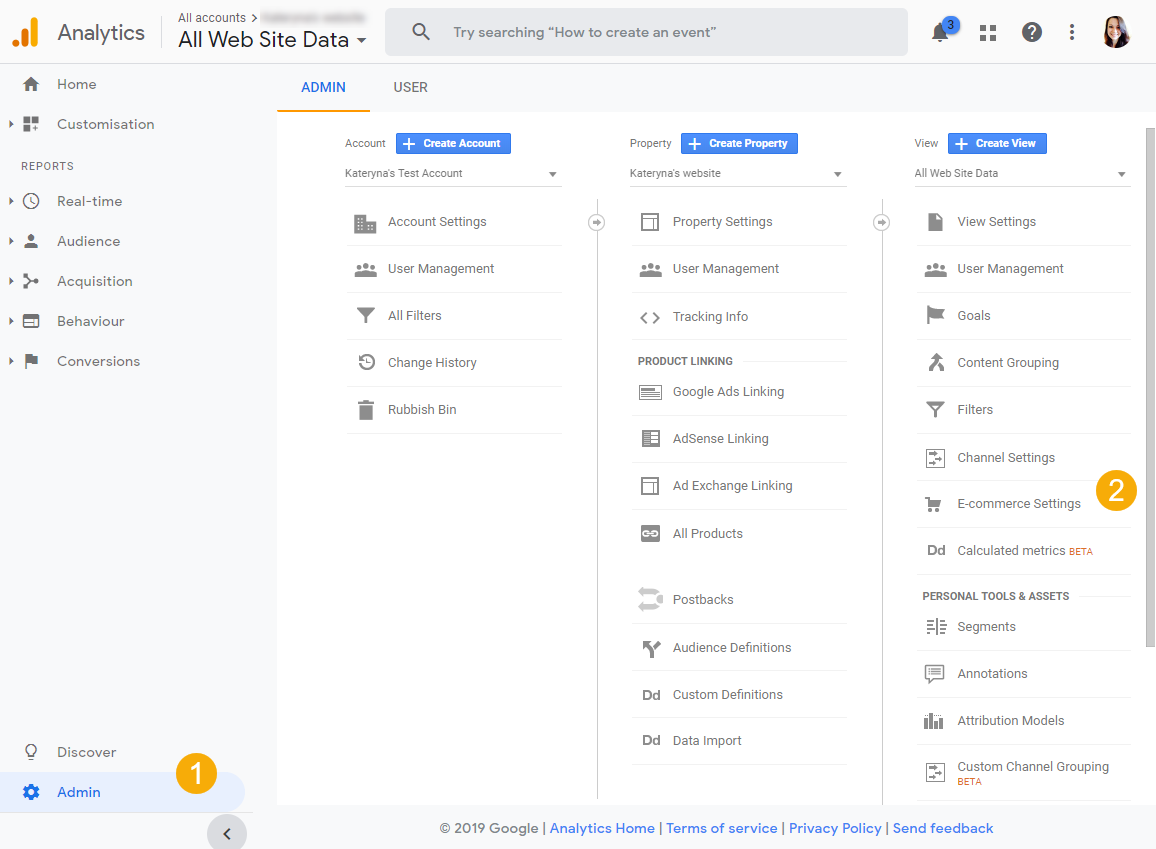 Analytics
All accounts >
All Web Site Data
Try searching “How to create an event”
3
Home
Customisation
REPORTS
Real-time
Audience
Acquisition
Behaviour
Conversions
Discover
1
Admin
ADMIN
USER
Account
Create Account
Kateryna's Test Account
Account Settings
User Management
All Filters
Change History
Rubbish Bin
Property
Create Property
Kateryna's website
Property Settings
User Management
Tracking Info
PRODUCT LINKING
Google Ads Linking
AdSense Linking
Ad Exchange Linking
All Products
Postbacks
Audience Definitions
Dd Custom Definitions
Dd Data Import
View
Create View
All Web Site Data
View Settings
User Management
Goals
Content Grouping
Filters
Channel Settings
E-commerce Settings
2
Dd Calculated metrics BETA
PERSONAL TOOLS & ASSETS
Segments
Annotations
Attribution Models
Custom Channel Grouping
BETA
© 2019 Google | Analytics Home | Terms of service | Privacy Policy | Send feedback